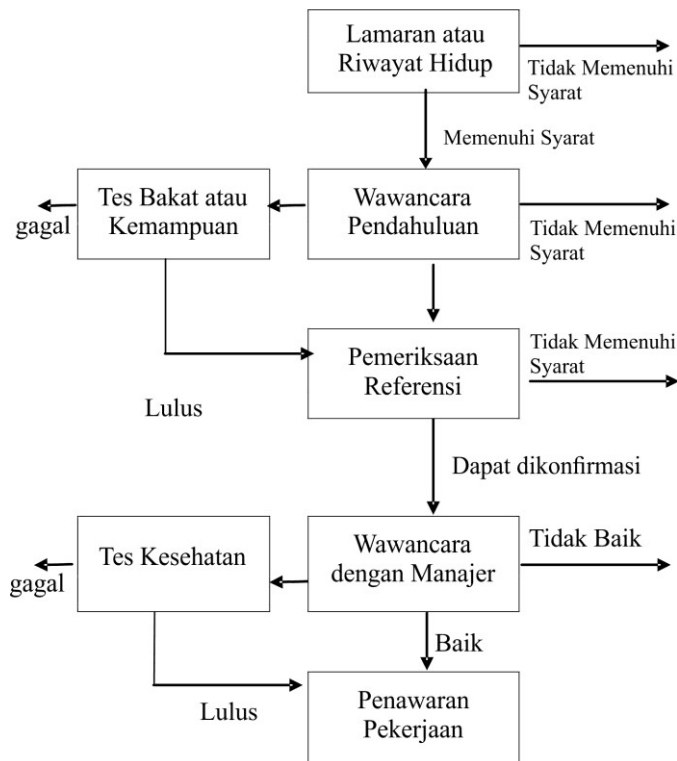 Lamaran atau
Riwayat Hidup
Tidak Memenuhi
Syarat
Memenuhi Syarat
Tes Bakat atau
Kemampuan
gagal
Wawancara
Pendahuluan
Tidak Memenuhi
Syarat
Pemeriksaan
Referensi
Tidak Memenuhi
Syarat
Lulus
Dapat dikonfirmasi
Tes Kesehatan
gagal
Wawancara
dengan Manajer
Tidak Baik
Baik
Lulus
Penawaran
Pekerjaan